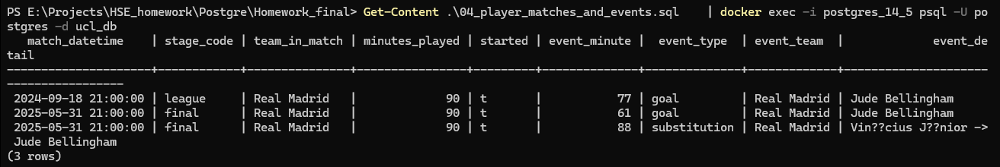 PS E:\Projects\HSE_homework\Postgre\Homework_final> Get-Content .\04_player_matches_and_events.sql    | docker exec -i postgres_14_5 psql -U po
stgres -d ucl_db
   match_datetime    | stage_code | team_in_match | minutes_played | started | event_minute |  event_type  | event_team  |             event_de
tail
---------------------+------------+---------------+----------------+---------+--------------+--------------+-------------+---------------------
-----------------
 2024-09-18 21:00:00 | league     | Real Madrid   |             90 | t       |           77 | goal         | Real Madrid | Jude Bellingham
 2025-05-31 21:00:00 | final      | Real Madrid   |             90 | t       |           61 | goal         | Real Madrid | Jude Bellingham
 2025-05-31 21:00:00 | final      | Real Madrid   |             90 | t       |           88 | substitution | Real Madrid | Vin??cius J??nior ->
 Jude Bellingham
(3 rows)